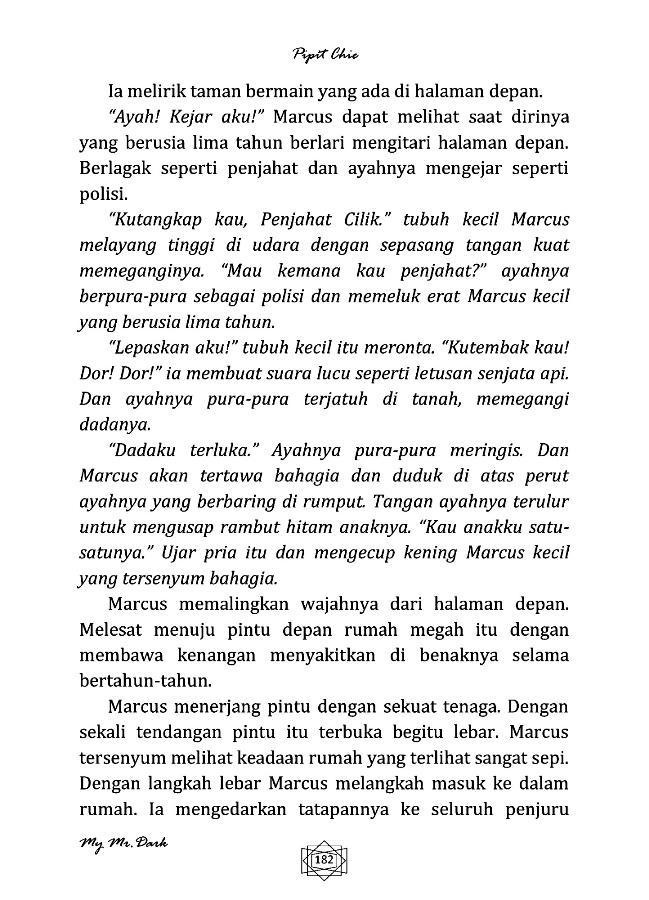 Pipit Chie
Ia melirik taman bermain yang ada di halaman depan.
“Ayah! Kejar aku!” Marcus dapat melihat saat dirinya
yang berusia lima tahun berlari mengitari halaman depan.
Berlagak seperti penjahat dan ayahnya mengejar seperti
polisi.
“Kutangkap kau, Penjahat Cilik.” tubuh kecil Marcus
melayang tinggi di udara dengan sepasang tangan kuat
memeganginya. “Mau kemana kau penjahat?” ayahnya
berpura-pura sebagai polisi dan memeluk erat Marcus kecil
yang berusia lima tahun.
“Lepaskan aku!” tubuh kecil itu meronta. “Kutembak kau!
Dor! Dor!” ia membuat suara lucu seperti letusan senjata api.
Dan ayahnya pura-pura terjatuh di tanah, memegangi
dadanya.
“Dadaku terluka.” Ayahnya pura-pura meringis. Dan
Marcus akan tertawa bahagia dan duduk di atas perut
ayahnya yang berbaring di rumput. Tangan ayahnya terulur
untuk mengusap rambut hitam anaknya. “Kau anakku satu-
satunya.” Ujar pria itu dan mengecup kening Marcus kecil
yang tersenyum bahagia.
Marcus memalingkan wajahnya dari halaman depan.
Melesat menuju pintu depan rumah megah itu dengan
membawa kenangan menyakitkan di benaknya selama
bertahun-tahun.
Marcus menerjang pintu dengan sekuat tenaga. Dengan
sekali tendangan pintu itu terbuka begitu lebar. Marcus
tersenyum melihat keadaan rumah yang terlihat sangat sepi.
Dengan langkah lebar Marcus melangkah masuk ke dalam
rumah. Ia mengedarkan tatapannya ke seluruh penjuru
My Mr. Dark
182